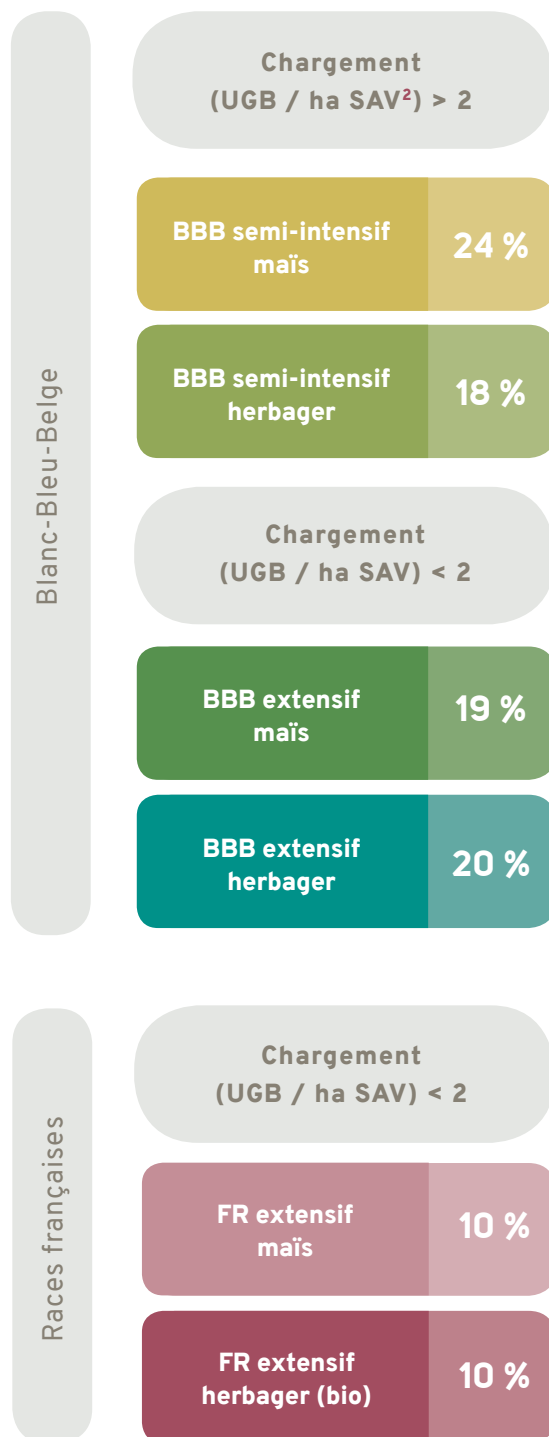 Blanc-Bleu-Belge
Chargement
(UGB / ha SAV²) > 2
BBB semi-intensif
maïs
24 %
BBB semi-intensif
herbager
18 %
Chargement
(UGB / ha SAV) < 2
BBB extensif
maïs
19 %
BBB extensif
herbager
20 %
Races françaises
Chargement
(UGB / ha SAV) < 2
FR extensif
maïs
10 %
FR extensif
herbager (bio)
10 %